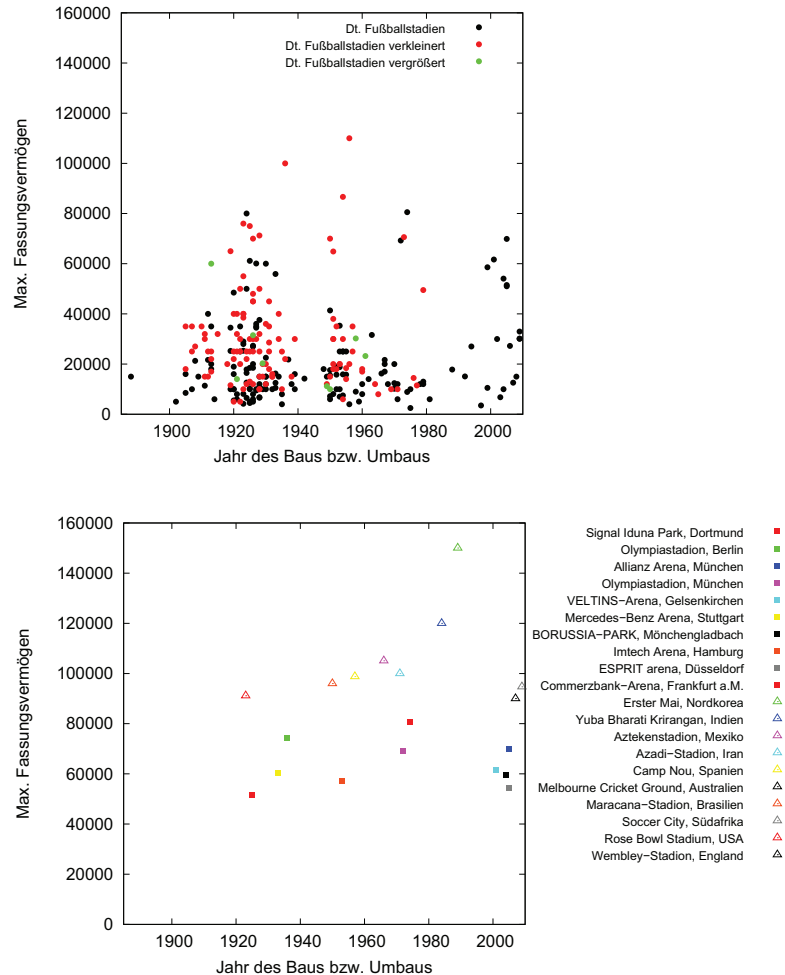 160000
140000
120000
100000
80000
60000
40000
20000
0
Max. Fassungsvermögen
Dt. Fußballstadien
Dt. Fußballstadien verkleinert
Dt. Fußballstadien vergrößert
1900 1920 1940 1960 1980 2000
Jahr des Baus bzw. Umbaus
160000
140000
120000
100000
80000
60000
40000
20000
0
Max. Fassungsvermögen
1900 1920 1940 1960 1980 2000
Jahr des Baus bzw. Umbaus
Signal Iduna Park, Dortmund
Olympiastadion, Berlin
Allianz Arena, München
Olympiastadion, München
VELTINS−Arena, Gelsenkirchen
Mercedes−Benz Arena, Stuttgart
BORUSSIA−PARK, Mönchengladbach
Imtech Arena, Hamburg
ESPRIT arena, Düsseldorf
Commerzbank−Arena, Frankfurt a.M.
Erster Mai, Nordkorea
Yuba Bharati Krirangan, Indien
Aztekenstadion, Mexiko
Azadi−Stadion, Iran
Camp Nou, Spanien
Melbourne Cricket Ground, Australien
Maracana−Stadion, Brasilien
Soccer City, Südafrika
Rose Bowl Stadium, USA
Wembley−Stadion, England